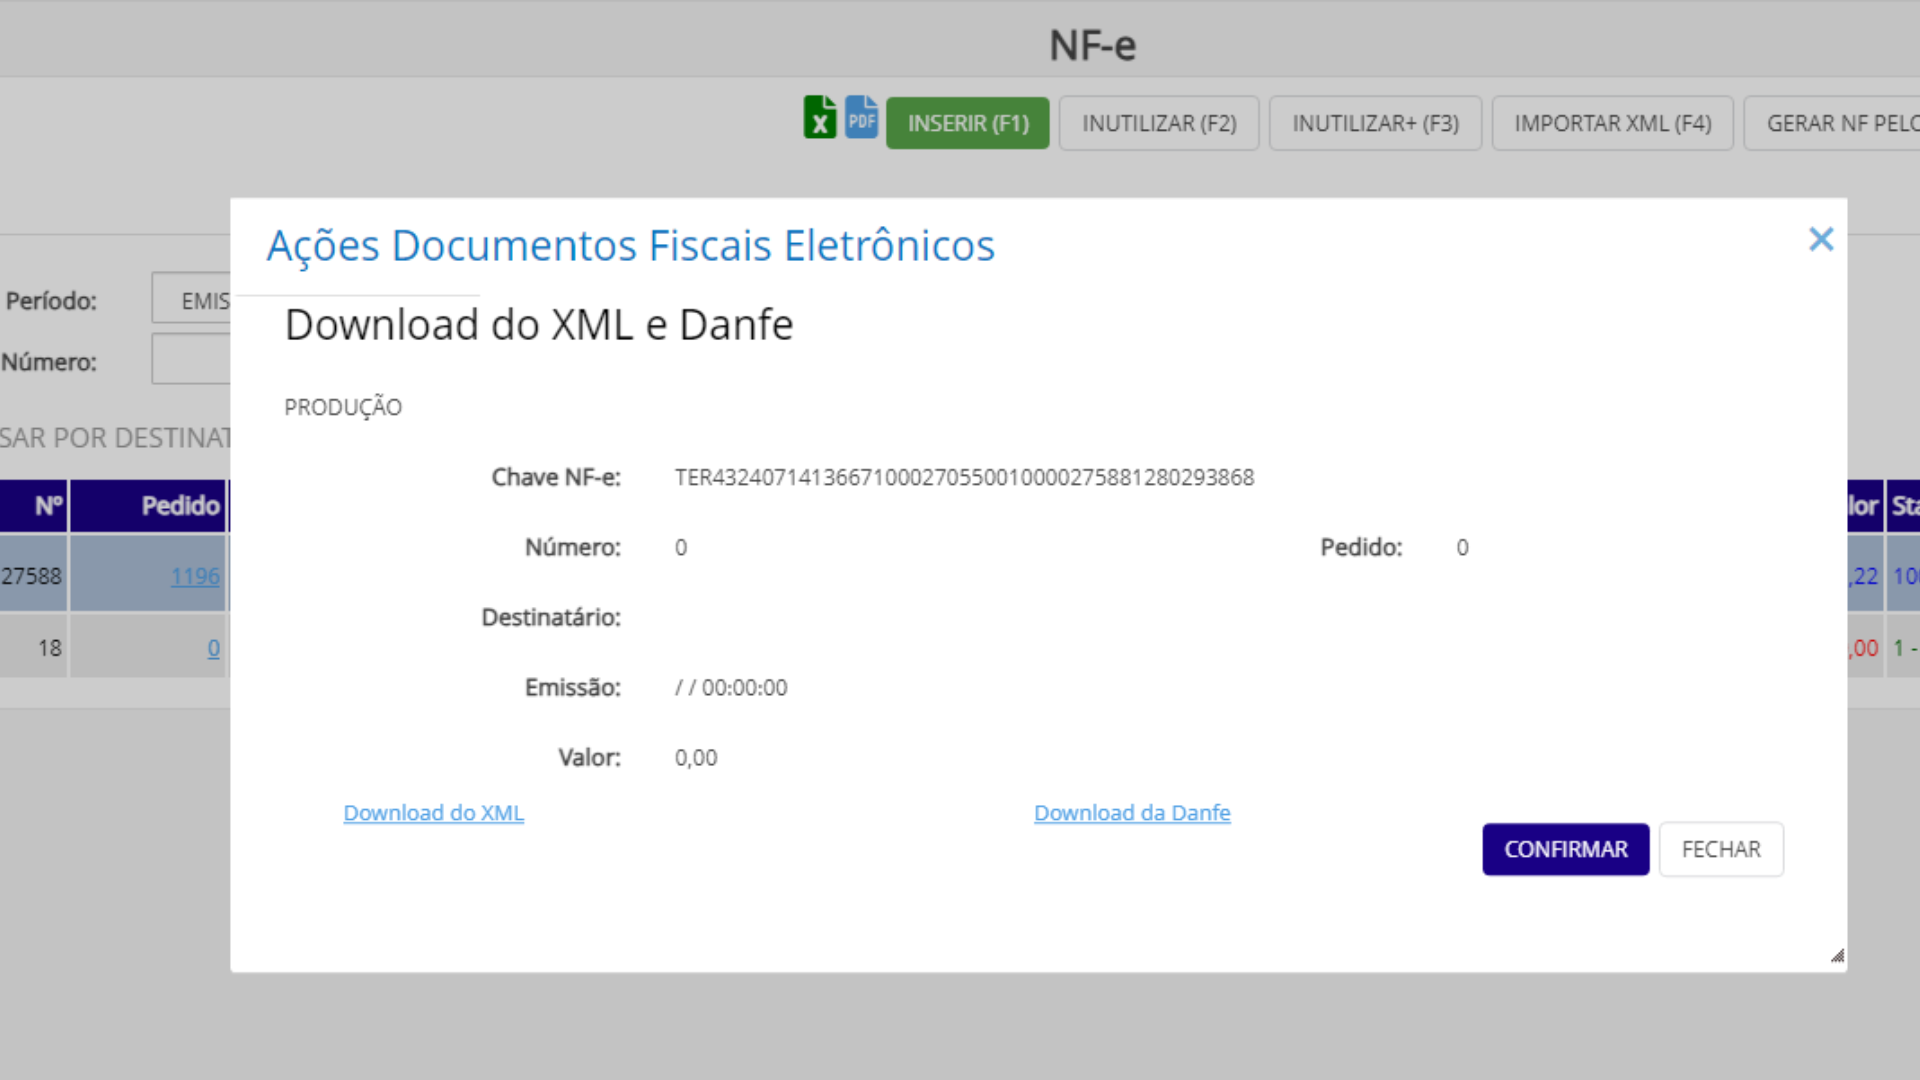 NF-e
X PDF INSERIR (F1) INUTILIZAR (F2) INUTILIZAR+ (F3) IMPORTAR XML (F4) GERAR NF PELO
Ações Documentos Fiscais Eletrônicos
Período: EMIS
Download do XML e Danfe
Número:
PRODUÇÃO
SAR POR DESTINAT
Chave NF-e: TER43240714136671000270550010000275881280293868
Nº Pedido lor Sta
Número: 0 Pedido: 0
27588 1196 ,22 10
Destinatário:
18 0 ,00 1 -
Emissão: / / 00:00:00
Valor: 0,00
Download do XML Download da Danfe
CONFIRMAR FECHAR